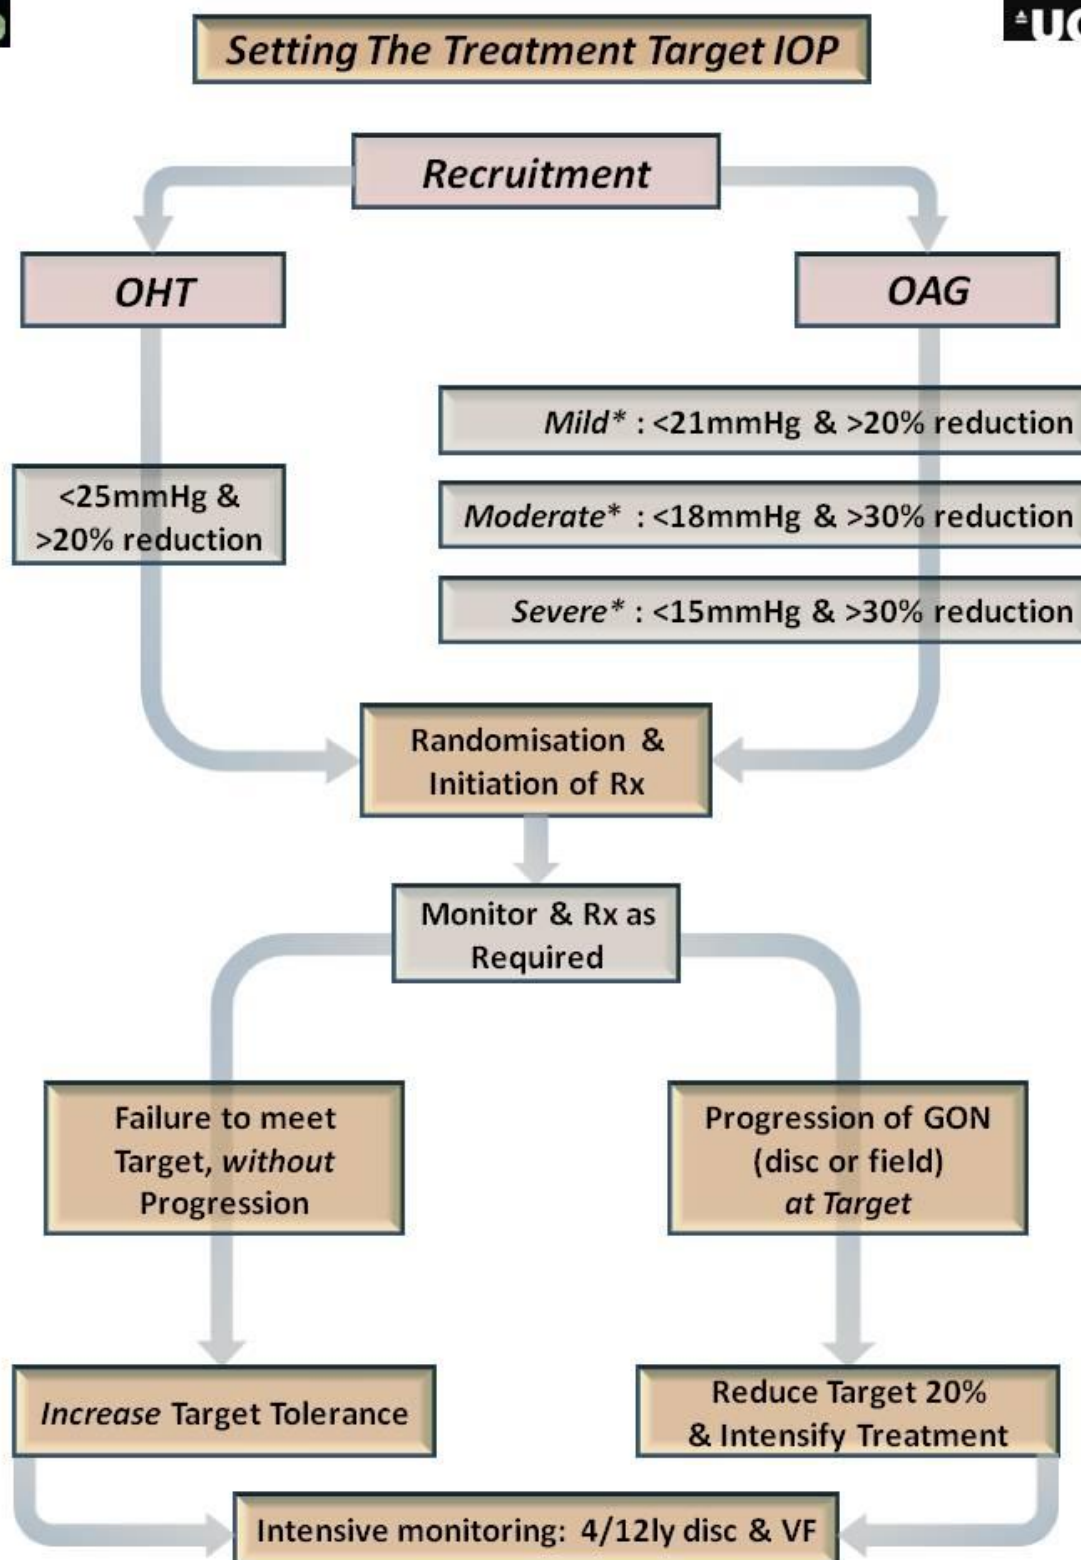 Setting The Treatment Target IOP
Recruitment
OHT
OAG
Mild* : <21mmHg & >20% reduction
<25mmHg &
>20% reduction
Moderate* : <18mmHg & >30% reduction
Severe* : <15mmHg & >30% reduction
Randomisation &
Initiation of Rx
Monitor & Rx as
Required
Failure to meet
Target, without
Progression
Progression of GON
(disc or field)
at Target
Increase Target Tolerance
Reduce Target 20%
& Intensify Treatment
Intensive monitoring: 4/12ly disc & VF